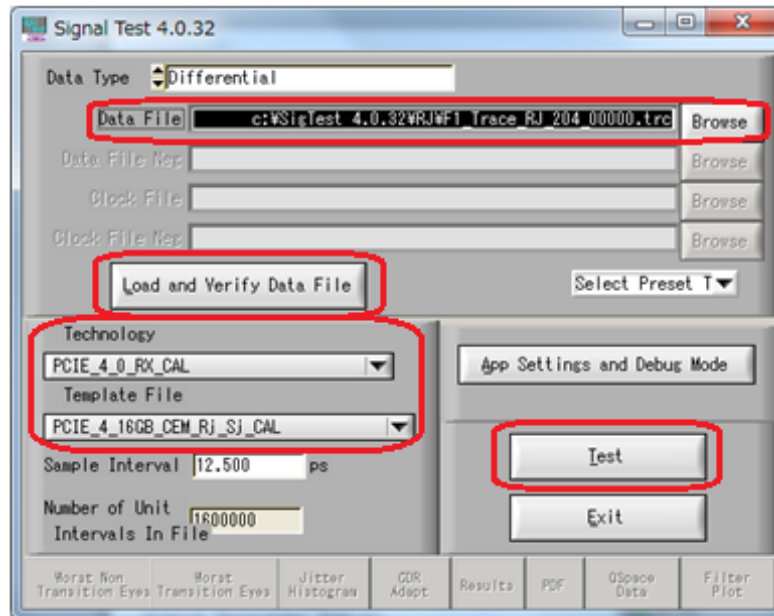 Signal Test 4.0.32
Data Type Differential
Data File c:¥SigTest 4.0.32¥RJ¥F1_Trace_RJ_204_00000.trc Browse
Data File Neg Browse
Clock File Browse
Clock File Neg Browse
Load and Verify Data File
Select Preset T
Technology
PCIE_4_0_RX_CAL
App Settings and Debug Mode
Template File
PCIE_4_16GB_CEM_Rj_Sj_CAL
Sample Interval 12.500 ps
Test
Number of Unit
Intervals In File 1600000
Exit
Worst Non
Transition Eyes
Worst
Transition Eyes
Jitter
Histogram
CDR
Adapt
Results
PDF
QSpace
Data
Filter
Plot